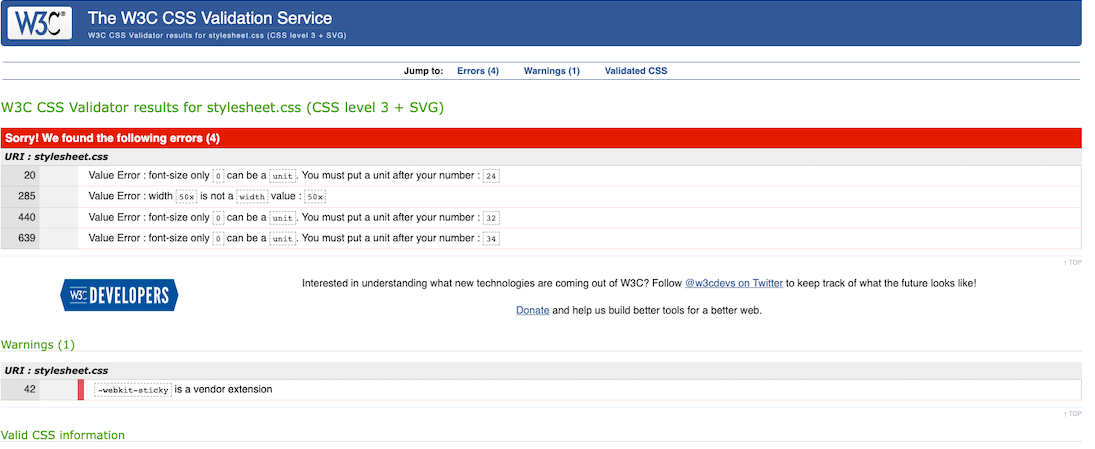 W3C® The W3C CSS Validation Service
W3C CSS Validator results for stylesheet.css (CSS level 3 + SVG)
Jump to: Errors (4) Warnings (1) Validated CSS
W3C CSS Validator results for stylesheet.css (CSS level 3 + SVG)
Sorry! We found the following errors (4)
URI : stylesheet.css
20 Value Error : font-size only 0 can be a unit. You must put a unit after your number : 24
285 Value Error : width 50x is not a width value : 50x
440 Value Error : font-size only 0 can be a unit. You must put a unit after your number : 32
639 Value Error : font-size only 0 can be a unit. You must put a unit after your number : 34
↑ TOP
W3C DEVELOPERS
Interested in understanding what new technologies are coming out of W3C? Follow @w3cdevs on Twitter to keep track of what the future looks like!
Donate and help us build better tools for a better web.
Warnings (1)
URI : stylesheet.css
42 -webkit-sticky is a vendor extension
↑ TOP
Valid CSS information